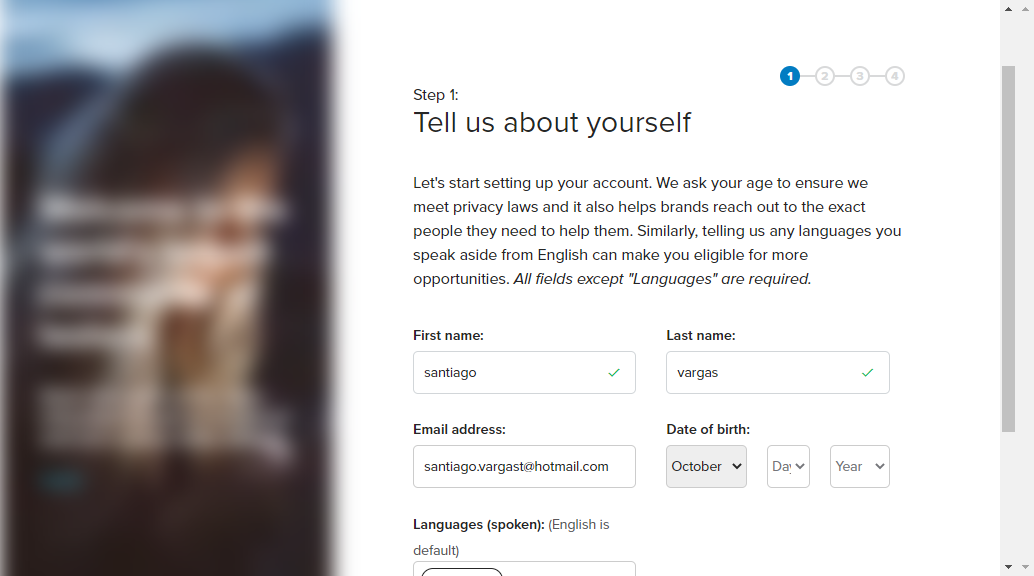 1 2 3 4
Step 1:
Tell us about yourself
Let's start setting up your account. We ask your age to ensure we
meet privacy laws and it also helps brands reach out to the exact
people they need to help them. Similarly, telling us any languages you
speak aside from English can make you eligible for more
opportunities. All fields except "Languages" are required.
First name: Last name:
santiago vargas
Email address: Date of birth:
santiago.vargast@hotmail.com October Day Year
Languages (spoken): (English is
default)